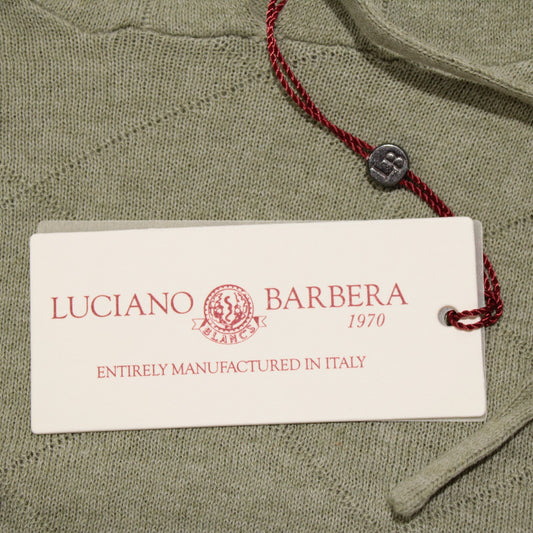 LB
LUCIANO BARBERA
BLANCS
1970
ENTIRELY MANUFACTURED IN ITALY